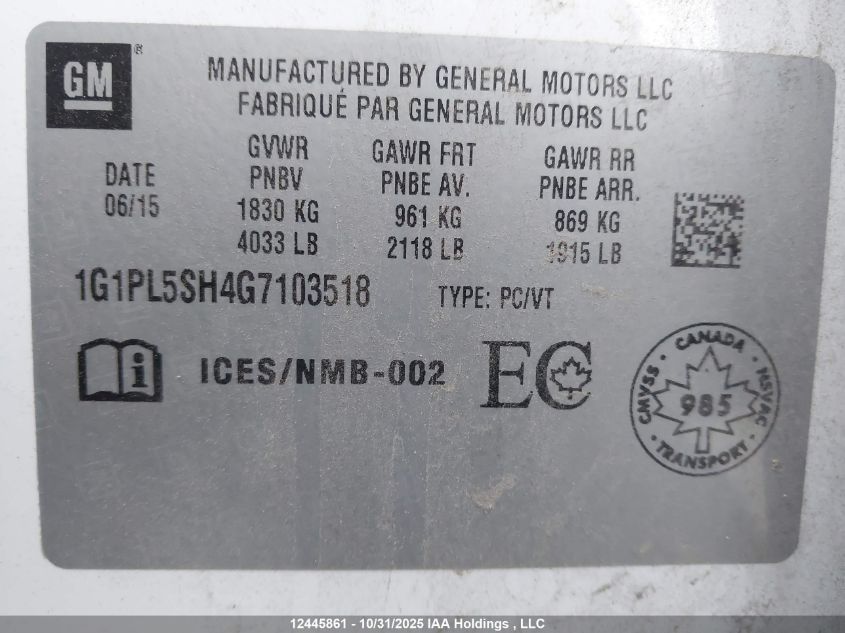 GM
MANUFACTURED BY GENERAL MOTORS LLC
FABRIQUÉ PAR GENERAL MOTORS LLC
DATE
06/15
GVWR
PNBV
1830 KG
4033 LB
GAWR FRT
PNBE AV.
961 KG
2118 LB
GAWR RR
PNBE ARR.
869 KG
1915 LB
1G1PL5SH4G7103518
TYPE: PC/VT
i
ICES/NMB-002
EC
CANADA
CMVSS
985
NSVAC
TRANSPORT
12445861 - 10/31/2025 IAA Holdings , LLC